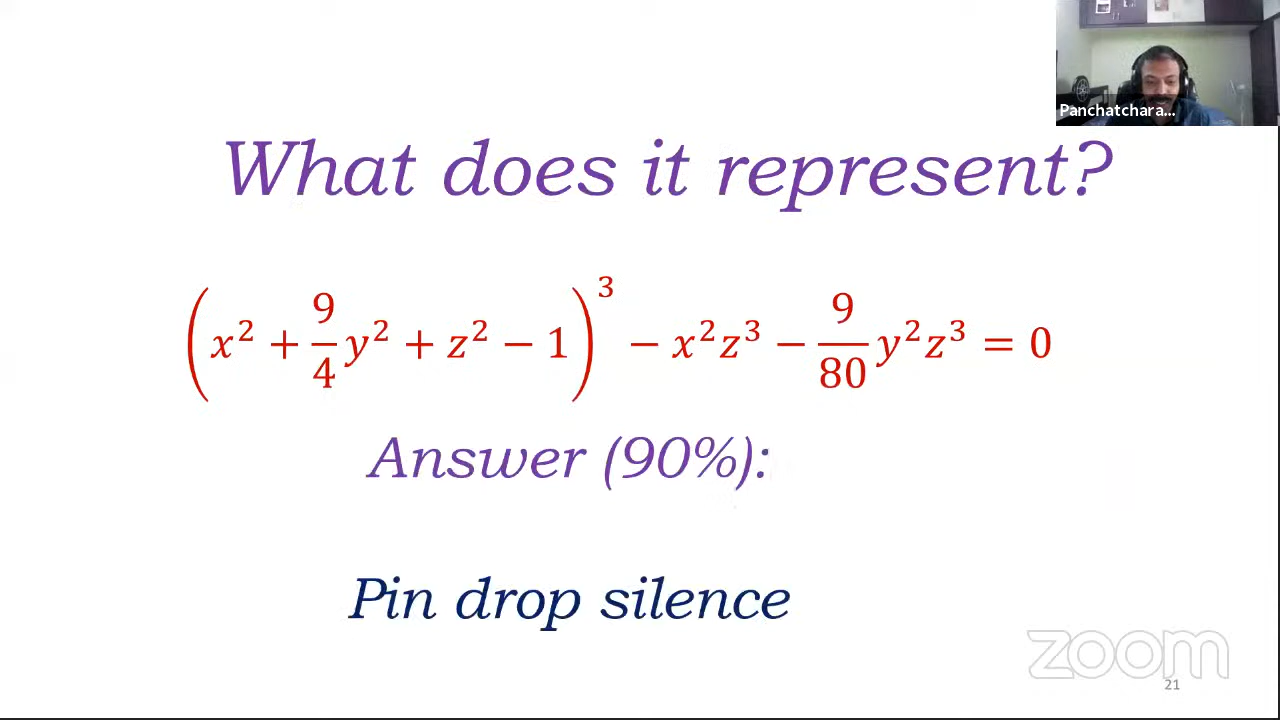 Panchatchara...
What does it represent?
(x² + 9/4 y² + z² − 1)³ − x²z³ − 9/80 y²z³ = 0
Answer (90%):
Pin drop silence
zoom
21